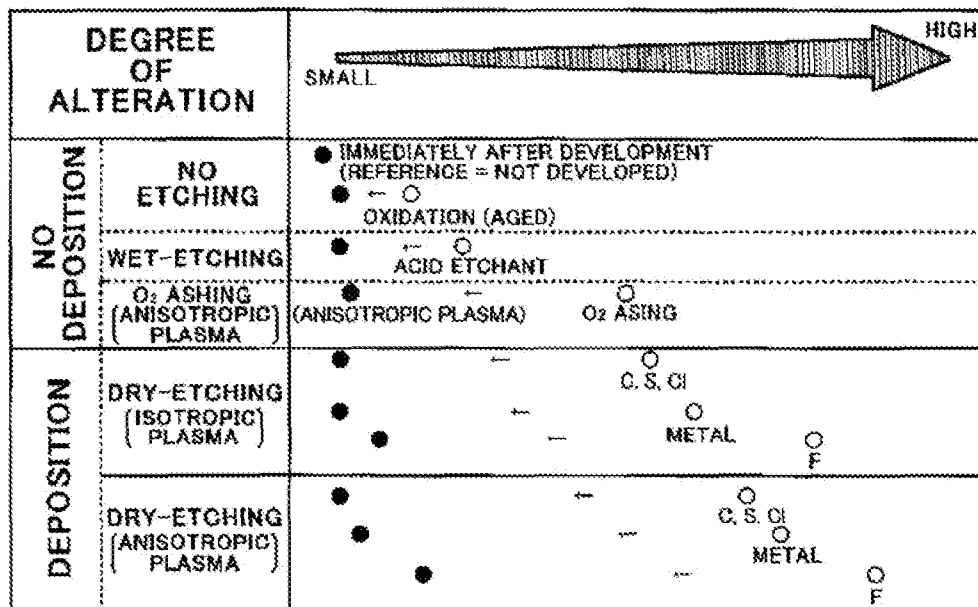 DEGREE
OF
ALTERATION
HIGH
SMALL
NO
DEPOSITION
NO
ETCHING
IMMEDIATELY AFTER DEVELOPMENT
(REFERENCE = NOT DEVELOPED)
←
OXIDATION (AGED)
WET-ETCHING
←
ACID ETCHANT
O₂ ASHING
(ANISOTROPIC)
PLASMA
←
(ANISOTROPIC PLASMA)
O₂ ASING
DEPOSITION
DRY-ETCHING
(ISOTROPIC)
PLASMA
←
C, S, Cl
←
METAL
←
F
DRY-ETCHING
(ANISOTROPIC)
PLASMA
←
C, S, Cl
←
METAL
←
F